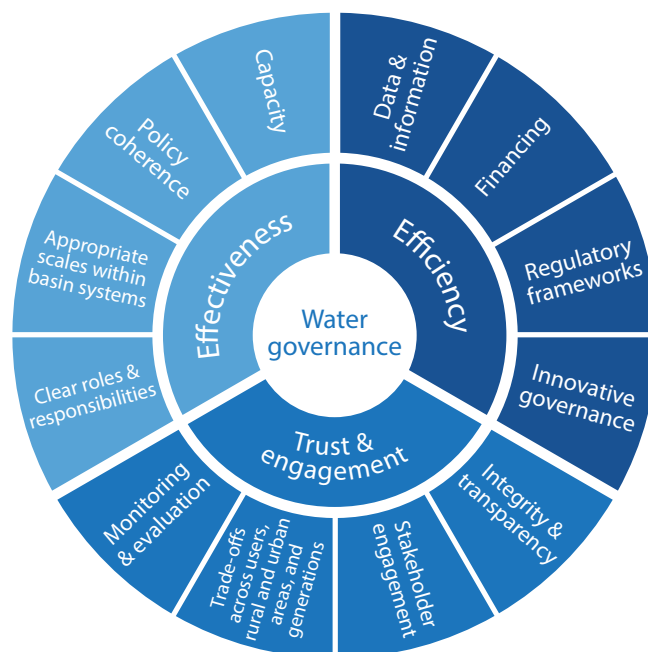 Water
governance
Effectiveness
Efficiency
Trust &
engagement
Capacity
Data &
information
Financing
Regulatory
frameworks
Innovative
governance
Integrity &
transparency
Stakeholder
engagement
Trade-offs
across users,
rural and urban
areas, and
generations
Monitoring
& evaluation
Clear roles &
responsibilities
Appropriate
scales within
basin systems
Policy
coherence